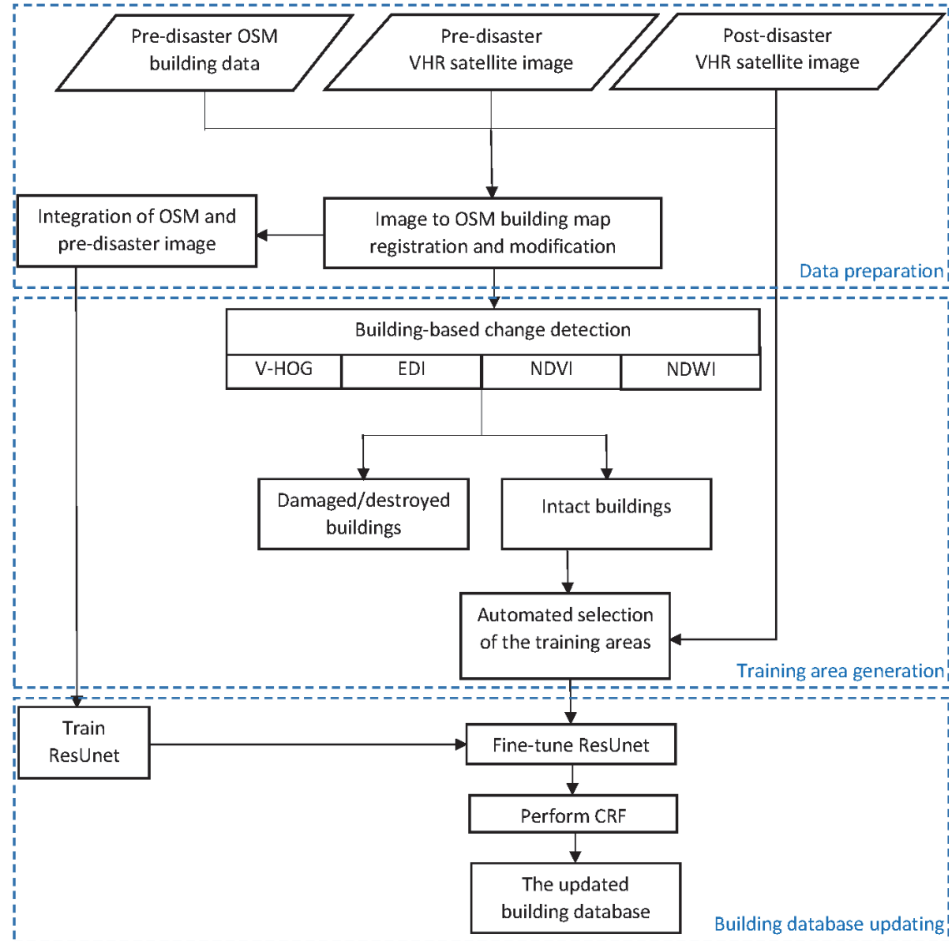 Pre-disaster OSM
building data
Pre-disaster
VHR satellite image
Post-disaster
VHR satellite image
Integration of OSM and
pre-disaster image
Image to OSM building map
registration and modification
Data preparation
Building-based change detection
V-HOG
EDI
NDVI
NDWI
Damaged/destroyed
buildings
Intact buildings
Automated selection
of the training areas
Training area generation
Train
ResUnet
Fine-tune ResUnet
Perform CRF
The updated
building database
Building database updating